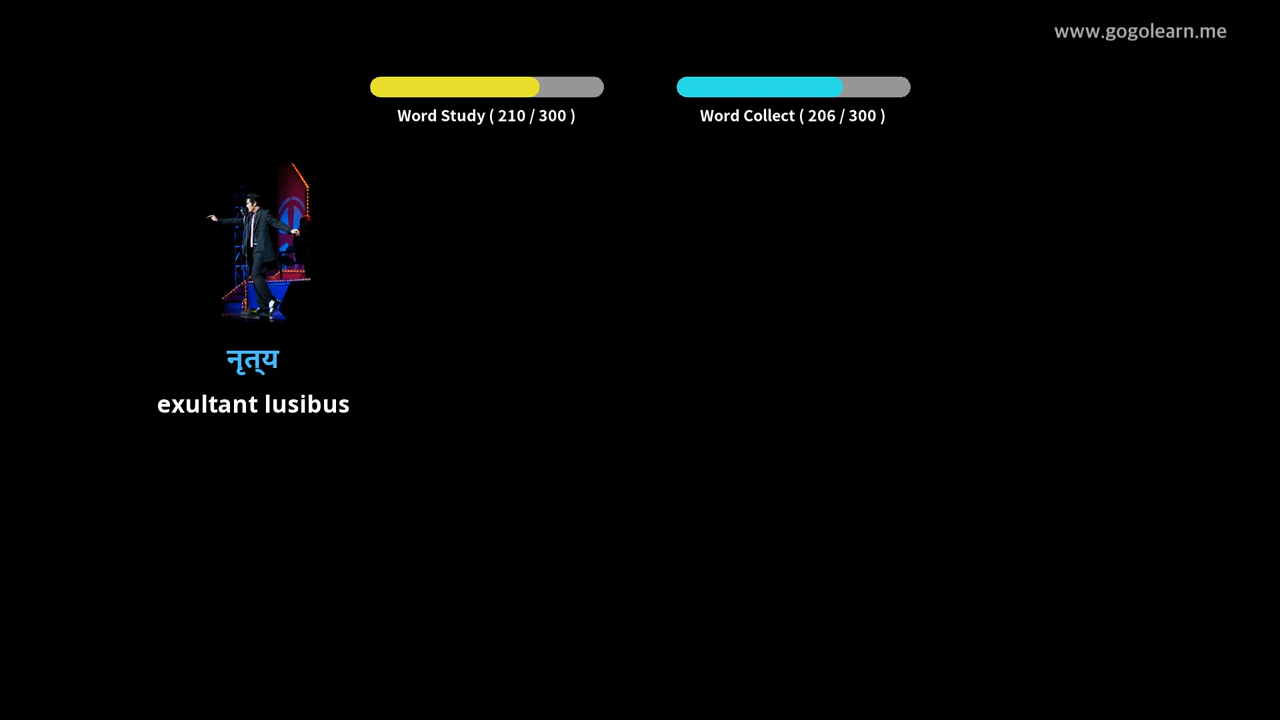 www.gogolearn.me
Word Study ( 210 / 300 )
Word Collect ( 206 / 300 )
नृत्य
exultant lusibus